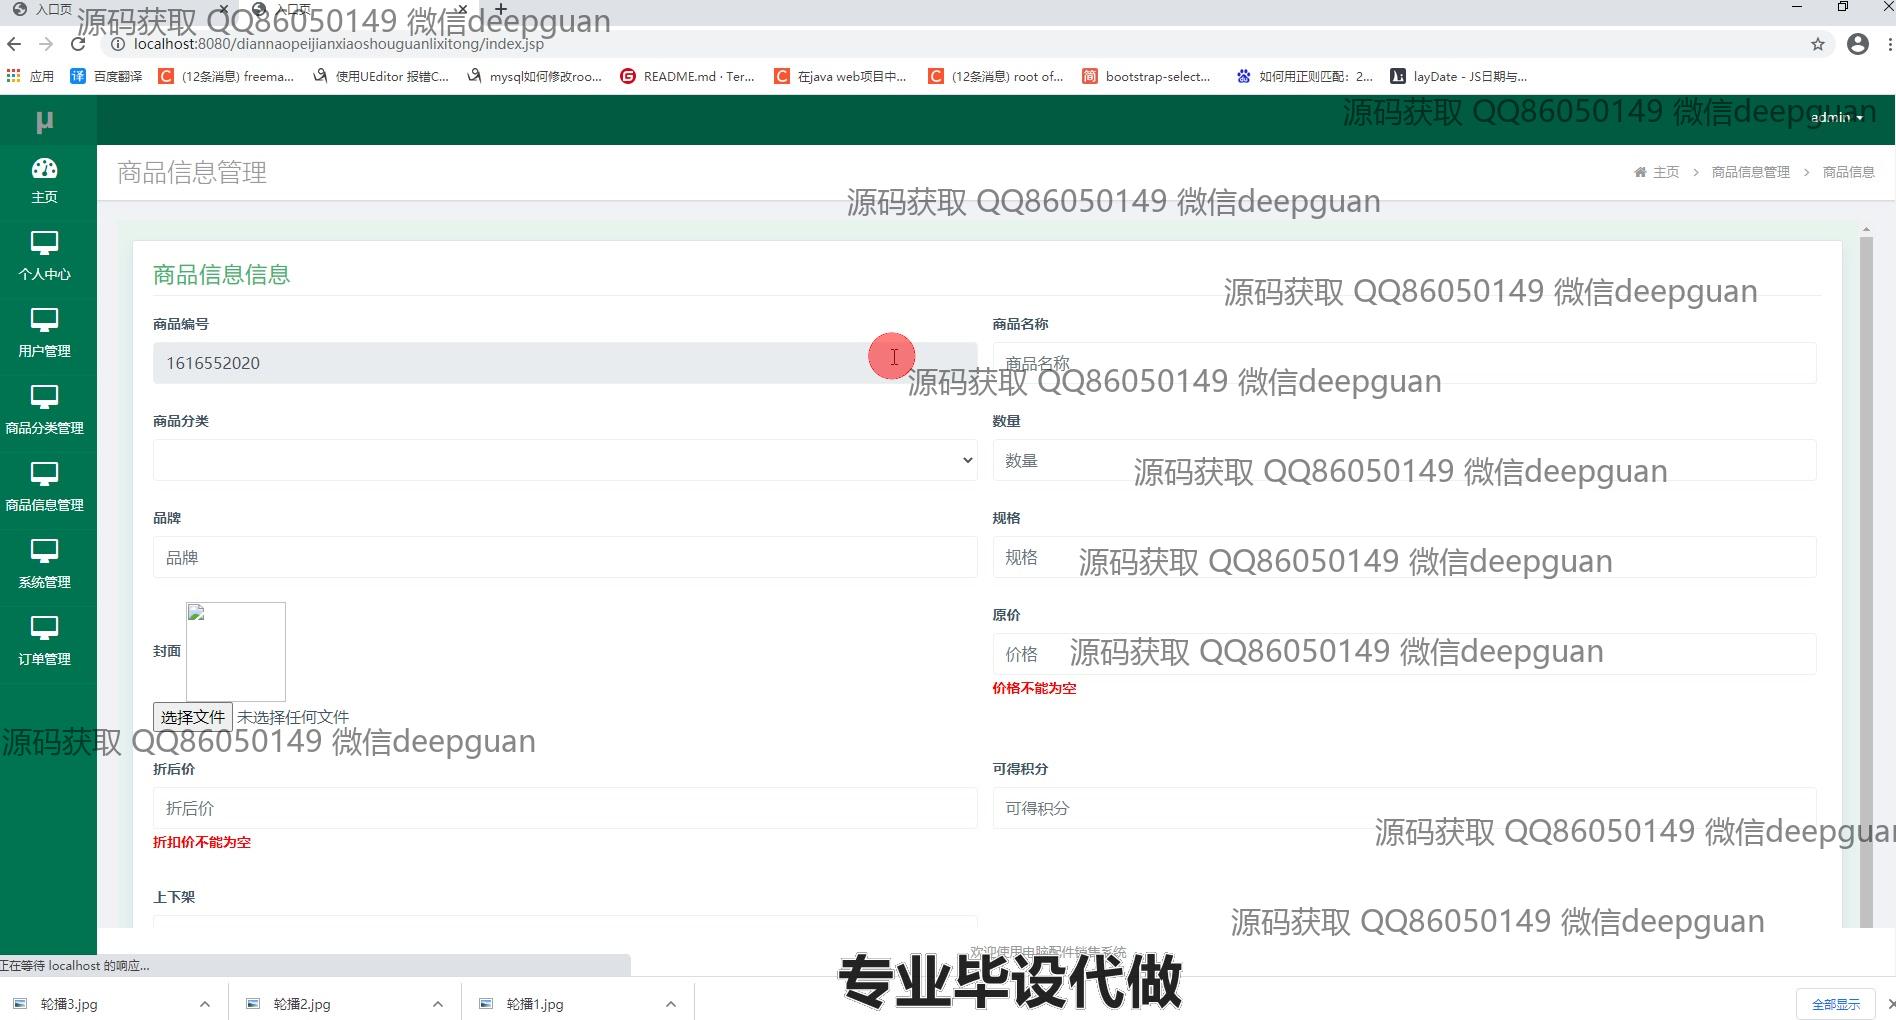 入口页
入口页
源码获取 QQ86050149 微信deepguan
localhost:8080/diannaopeijianxiaoshouguanlixitong/index.jsp
应用
百度翻译
(12条消息) freema...
使用UEditor 报错C...
mysql如何修改roo...
README.md · Ter...
在java web项目中...
(12条消息) root of...
bootstrap-select...
如何用正则匹配：2...
layDate - JS日期与...
μ
源码获取 QQ86050149 微信deepguan
admin
商品信息管理
主页 > 商品信息管理 > 商品信息
源码获取 QQ86050149 微信deepguan
主页
个人中心
用户管理
商品分类管理
商品信息管理
系统管理
订单管理
商品信息信息
源码获取 QQ86050149 微信deepguan
商品编号
商品名称
1616552020
商品名称
源码获取 QQ86050149 微信deepguan
商品分类
数量
数量
源码获取 QQ86050149 微信deepguan
品牌
规格
品牌
规格
源码获取 QQ86050149 微信deepguan
封面
原价
价格
源码获取 QQ86050149 微信deepguan
价格不能为空
选择文件 未选择任何文件
源码获取 QQ86050149 微信deepguan
折后价
可得积分
折后价
可得积分
源码获取 QQ86050149 微信deepguan
折扣价不能为空
上下架
源码获取 QQ86050149 微信deepguan
欢迎使用电脑配件销售系统
正在等待 localhost 的响应...
专业毕设代做
轮播3.jpg
轮播2.jpg
轮播1.jpg
全部显示